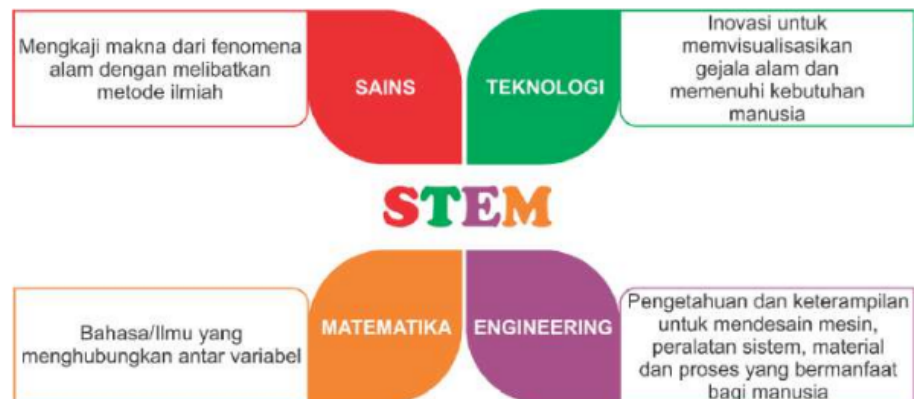 Mengkaji makna dari fenomena
alam dengan melibatkan
metode ilmiah
SAINS
TEKNOLOGI
Inovasi untuk
memvisualisasikan
gejala alam dan
memenuhi kebutuhan
manusia
STEM
Bahasa/Ilmu yang
menghubungkan antar variabel
MATEMATIKA
ENGINEERING
Pengetahuan dan keterampilan
untuk mendesain mesin,
peralatan sistem, material
dan proses yang bermanfaat
bagi manusia